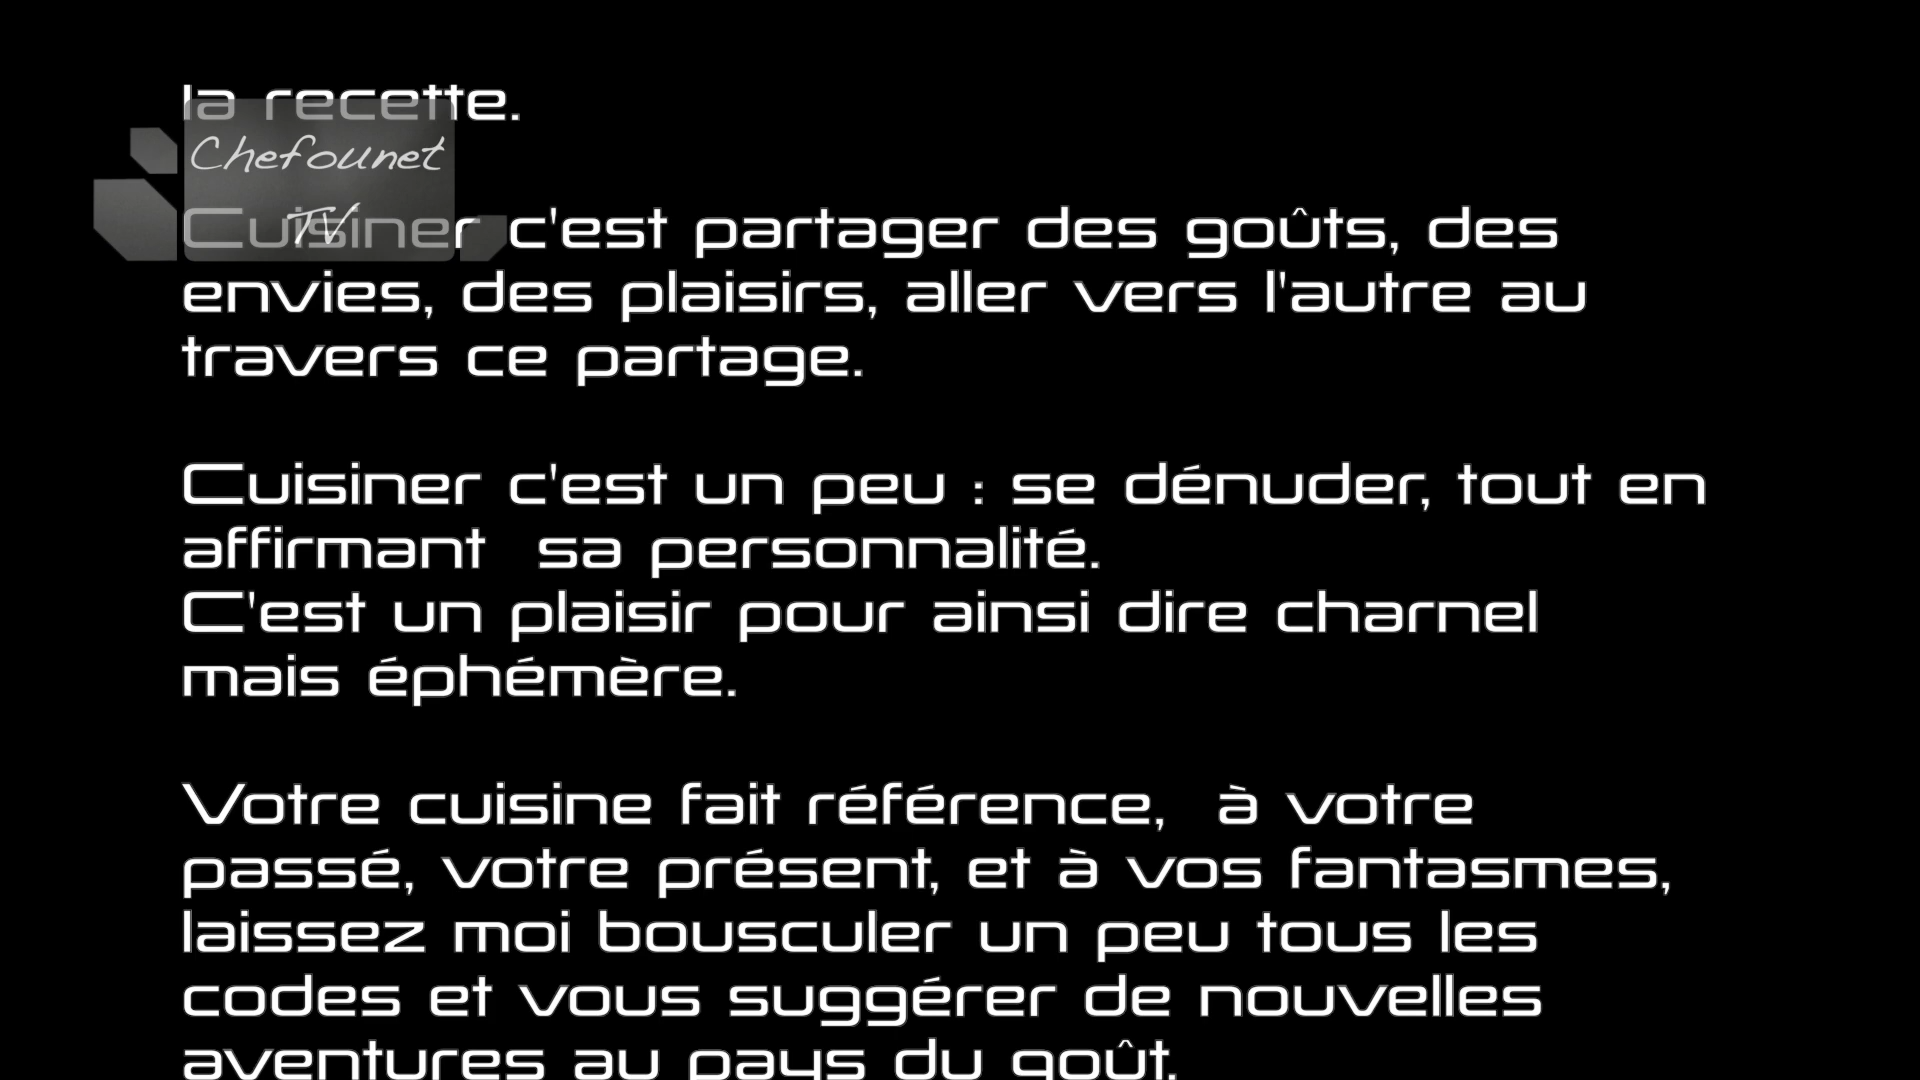 la recette.
Chefounet
TV
Cuisiner c'est partager des goûts, des
envies, des plaisirs, aller vers l'autre au
travers ce partage.
Cuisiner c'est un peu : se dénuder, tout en
affirmant  sa personnalité.
C'est un plaisir pour ainsi dire charnel
mais éphémère.
Votre cuisine fait référence,  à votre
passé, votre présent, et à vos fantasmes,
laissez moi bousculer un peu tous les
codes et vous suggérer de nouvelles
aventures au pays du goût.